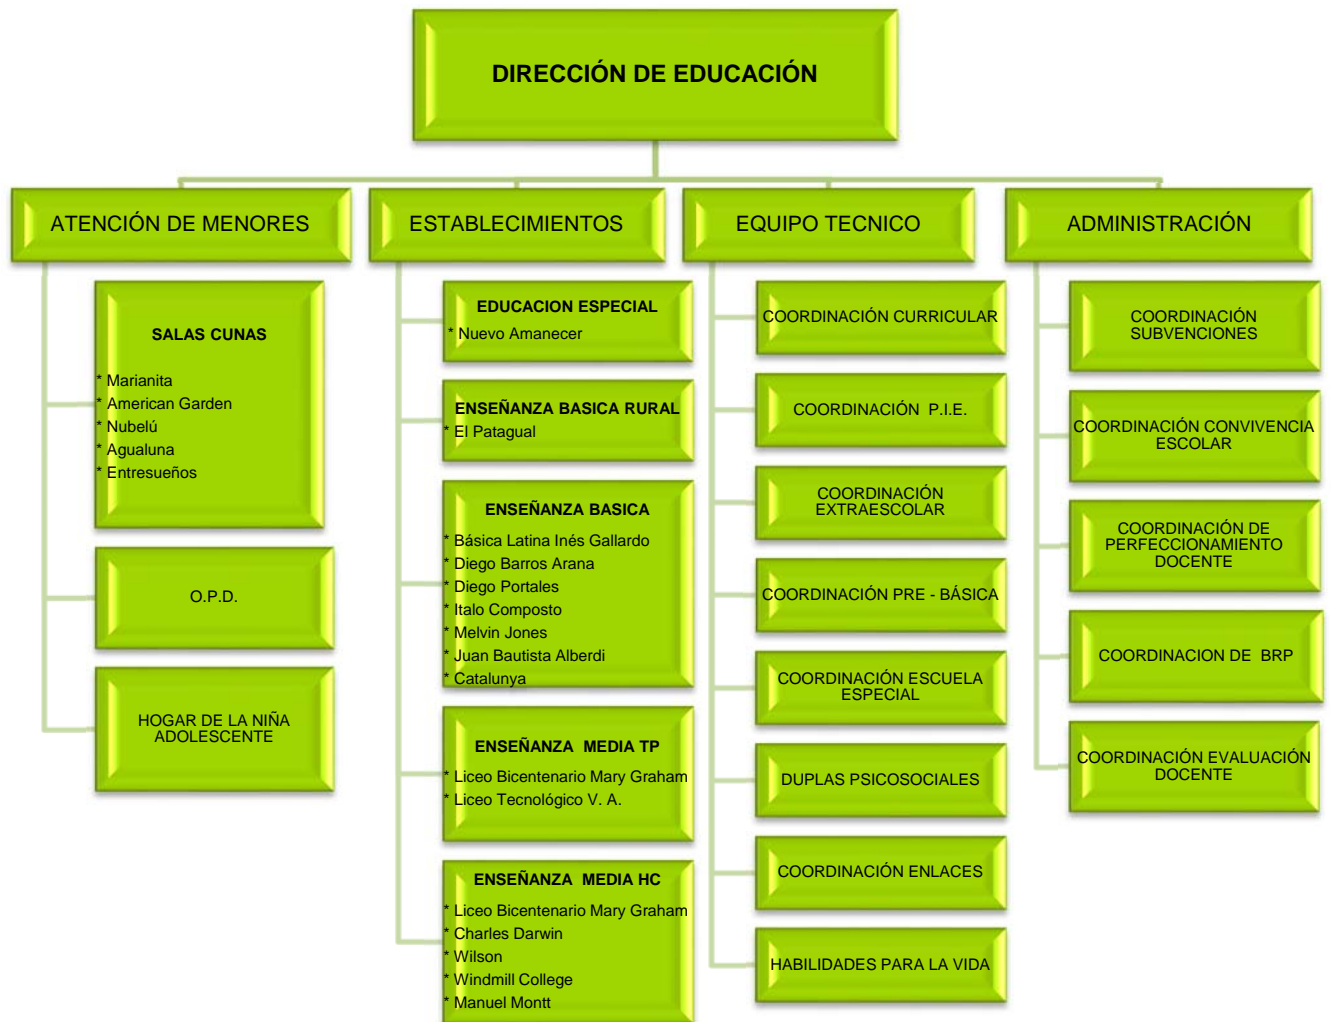 DIRECCIÓN DE EDUCACIÓN
ATENCIÓN DE MENORES
SALAS CUNAS
* Marianita
* American Garden
* Nubelú
* Agualuna
* Entresueños
O.P.D.
HOGAR DE LA NIÑA
ADOLESCENTE
ESTABLECIMIENTOS
EDUCACION ESPECIAL
* Nuevo Amanecer
ENSEÑANZA BASICA RURAL
* El Patagual
ENSEÑANZA BASICA
* Básica Latina Inés Gallardo
* Diego Barros Arana
* Diego Portales
* Italo Composto
* Melvin Jones
* Juan Bautista Alberdi
* Catalunya
ENSEÑANZA MEDIA TP
* Liceo Bicentenario Mary Graham
* Liceo Tecnológico V. A.
ENSEÑANZA MEDIA HC
* Liceo Bicentenario Mary Graham
* Charles Darwin
* Wilson
* Windmill College
* Manuel Montt
EQUIPO TECNICO
COORDINACIÓN CURRICULAR
COORDINACIÓN P.I.E.
COORDINACIÓN
EXTRAESCOLAR
COORDINACIÓN PRE - BÁSICA
COORDINACIÓN ESCUELA
ESPECIAL
DUPLAS PSICOSOCIALES
COORDINACIÓN ENLACES
HABILIDADES PARA LA VIDA
ADMINISTRACIÓN
COORDINACIÓN
SUBVENCIONES
COORDINACIÓN CONVIVENCIA
ESCOLAR
COORDINACIÓN DE
PERFECCIONAMIENTO
DOCENTE
COORDINACION DE BRP
COORDINACIÓN EVALUACIÓN
DOCENTE